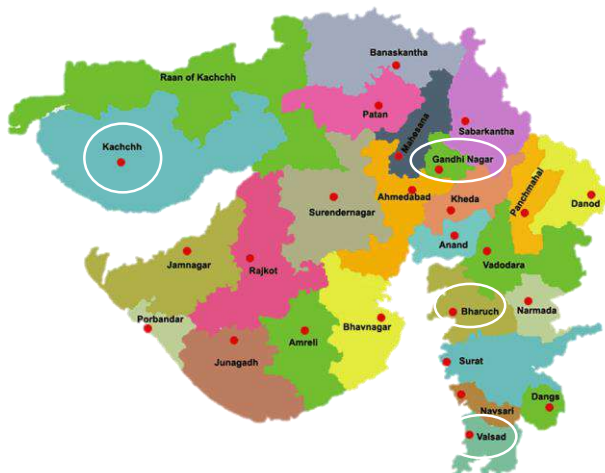 Banaskantha
Raan of Kachchh
Patan
Mahesana
Sabarkantha
Kachchh
Gandhi Nagar
Ahmedabad
Kheda
Panchmahal
Danod
Surendernagar
Anand
Vadodara
Jamnagar
Rajkot
Porbandar
Bhavnagar
Bharuch
Narmada
Amreli
Junagadh
Surat
Navsari
Dangs
Valsad